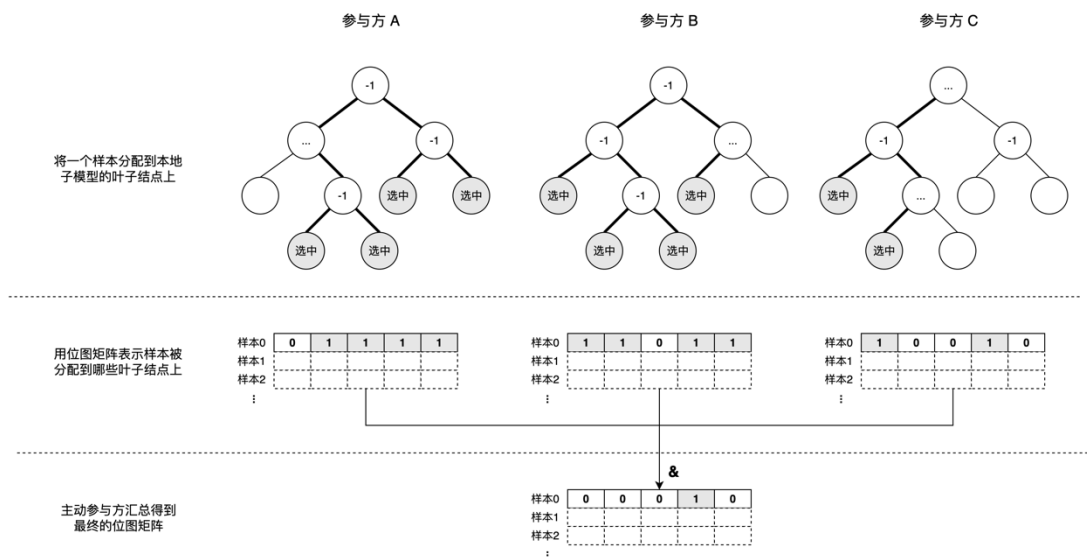 参与方 A
参与方 B
参与方 C
-1
-1
...
...
-1
-1
...
-1
-1
将一个样本分配到本地
子模型的叶子结点上
-1
选中
选中
选中
-1
选中
选中
...
选中
选中
选中
选中
选中
用位图矩阵表示样本被
分配到哪些叶子结点上
样本0 0 1 1 1 1
样本1
样本2
⋮
样本0 1 1 0 1 1
样本1
样本2
⋮
样本0 1 0 0 1 0
样本1
样本2
⋮
&
主动参与方汇总得到
最终的位图矩阵
样本0 0 0 0 1 0
样本1
样本2
⋮